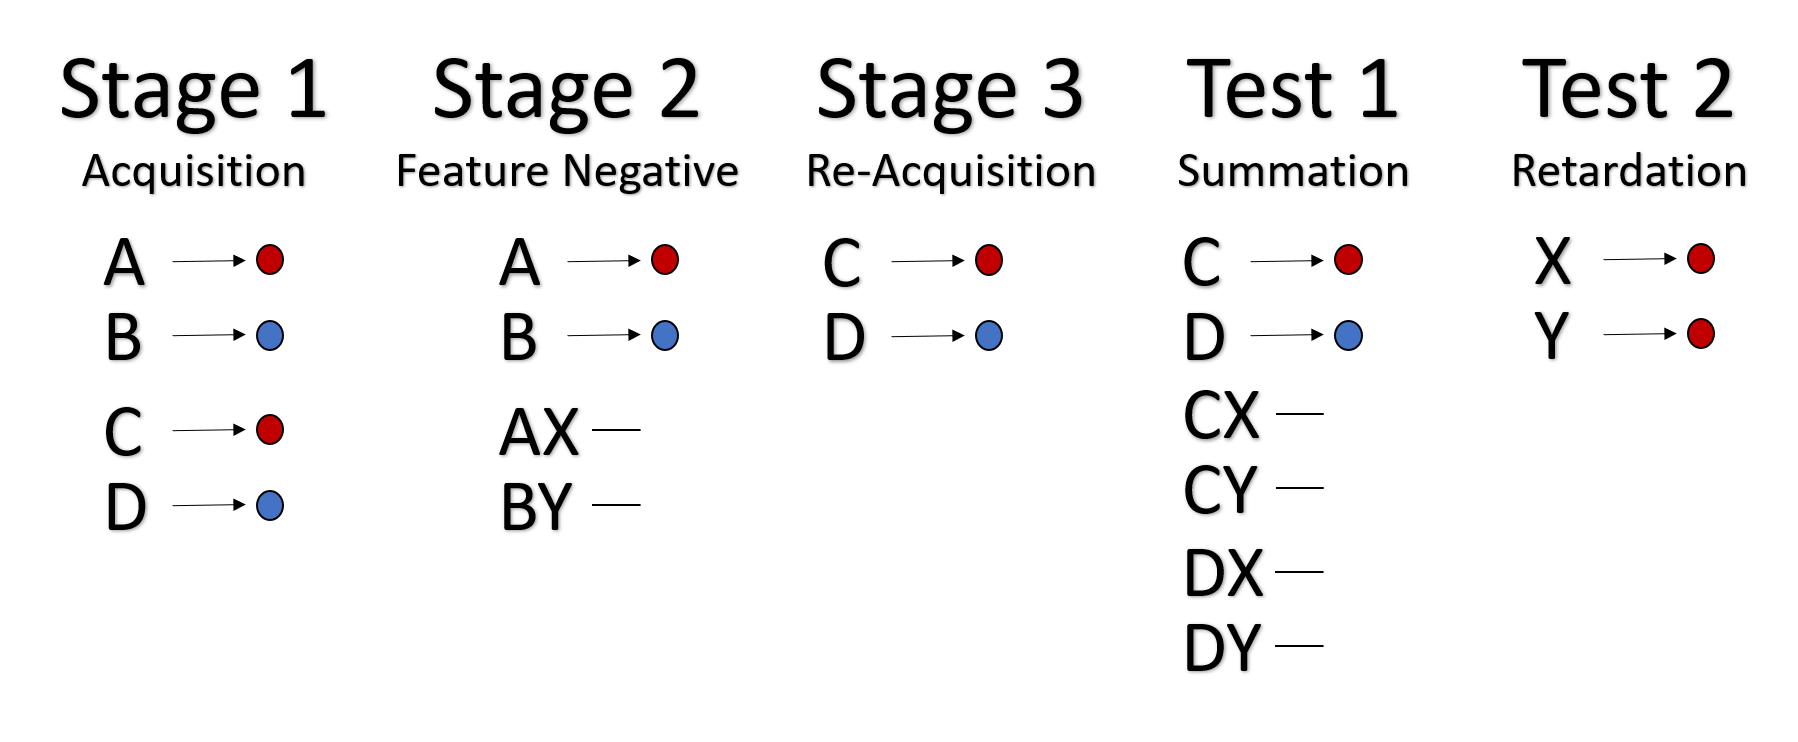 Stage 1
Acquisition
A
B
C
D
Stage 2
Feature Negative
A
B
AX
BY
Stage 3
Re-Acquisition
C
D
Test 1
Summation
C
D
CX
CY
DX
DY
Test 2
Retardation
X
Y